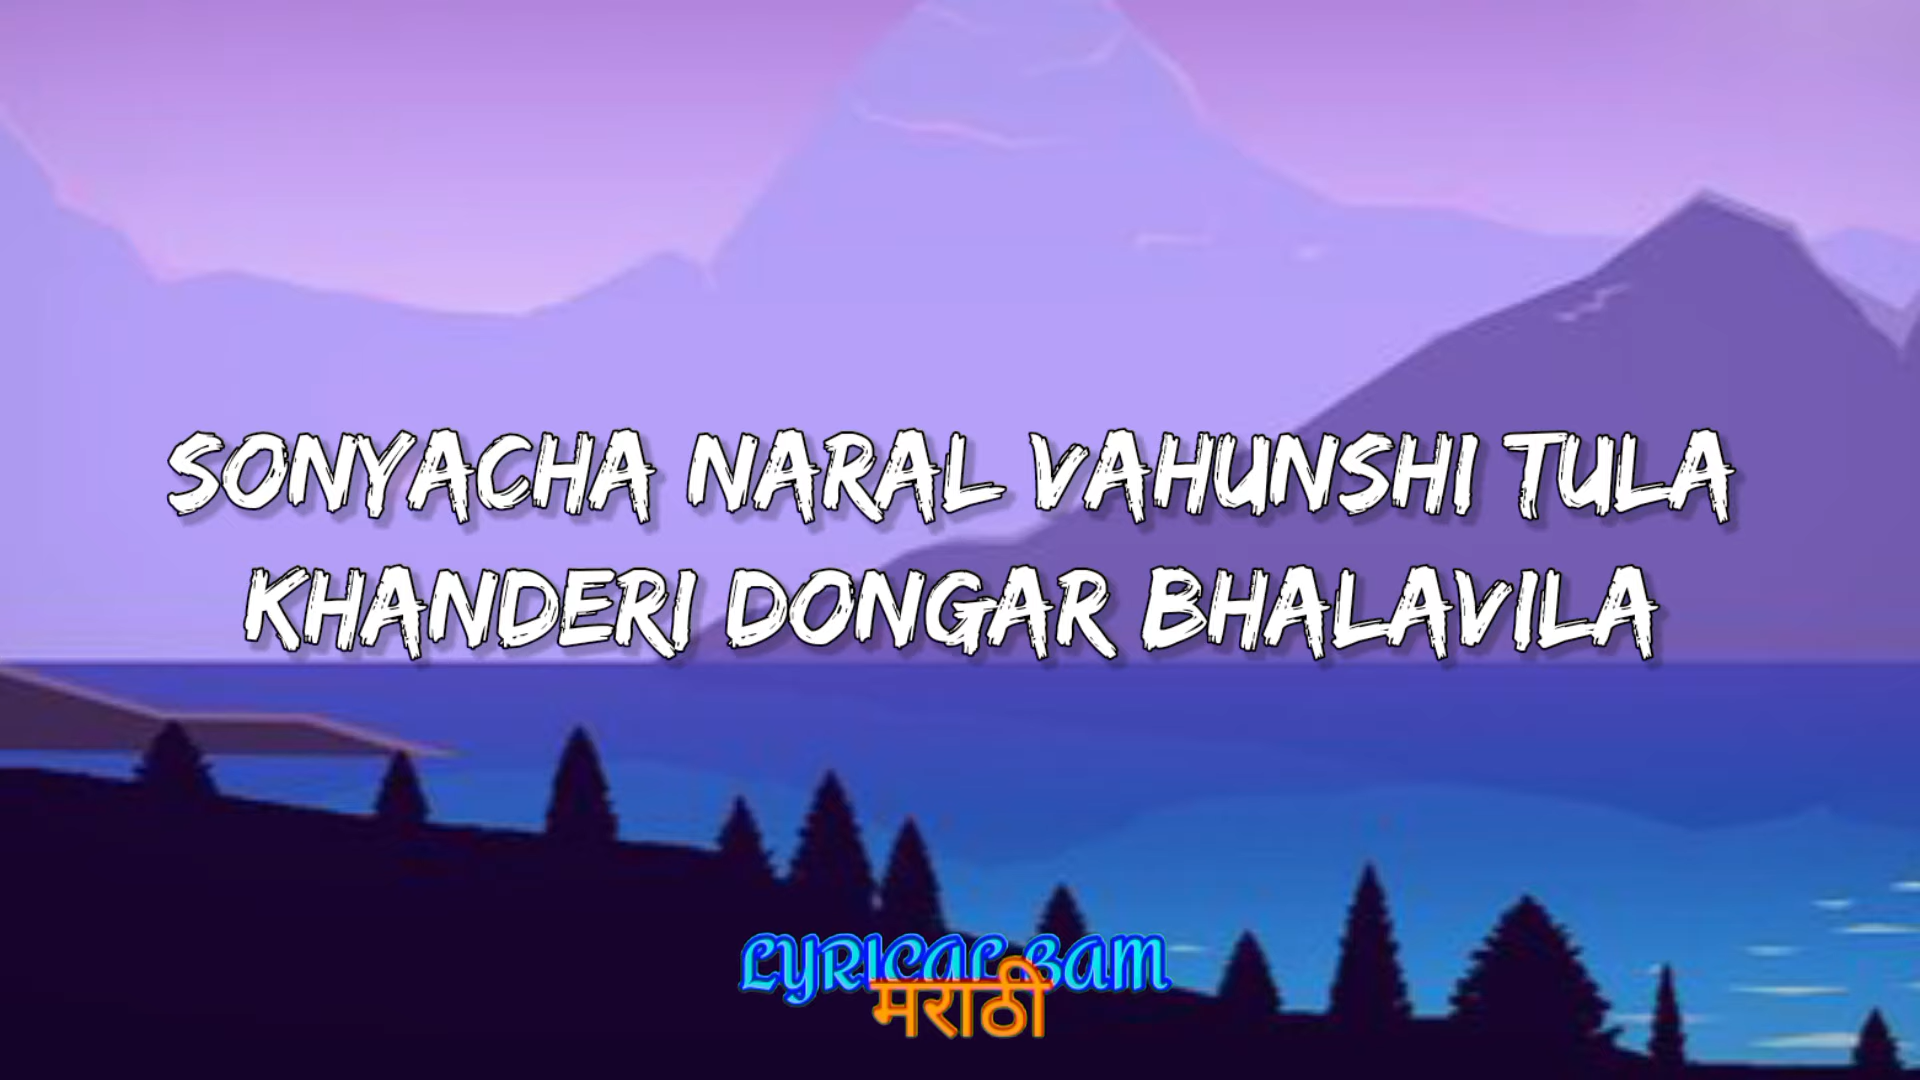 SONYACHA NARAL VAHUNSHI TULA
KHANDERI DONGAR BHALAVILA
LYRICAL BAM
मराठी